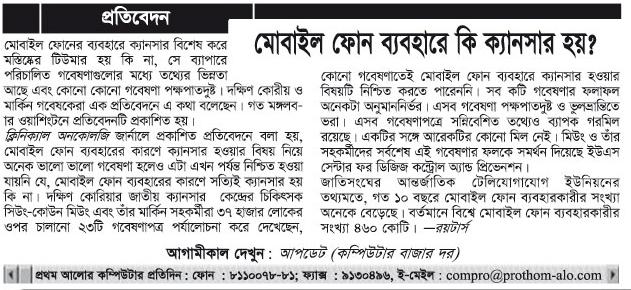 প্রতিবেদন
মোবাইল ফোন ব্যবহারে কি ক্যানসার হয়?
মোবাইল ফোনের ব্যবহারে ক্যানসার বিশেষ করে
মস্তিষ্কের টিউমার হয় কি না, সে ব্যাপারে
পরিচালিত গবেষণাগুলোর মধ্যে তথ্যের ভিন্নতা
আছে এবং কোনো কোনো গবেষণা পক্ষপাতদুষ্ট। দক্ষিণ কোরীয় ও
মার্কিন গবেষকেরা এক প্রতিবেদনে এ কথা বলেছেন। গত মঙ্গলব-
ার ওয়াশিংটনে প্রতিবেদনটি প্রকাশিত হয়।
ক্লিনিক্যাল অনকোলজি জার্নালে প্রকাশিত প্রতিবেদনে বলা হয়,
মোবাইল ফোন ব্যবহারের কারণে ক্যানসার হওয়ার বিষয় নিয়ে
অনেক ভালো ভালো গবেষণা হলেও এটা এখন পর্যন্ত নিশ্চিত হওয়া
যায়নি যে, মোবাইল ফোন ব্যবহারের কারণে সত্যিই ক্যানসার হয়
কি না। দক্ষিণ কোরিয়ার জাতীয় ক্যানসার কেন্দ্রের চিকিৎসক
সিউং-কোউন মিউং এবং তাঁর মার্কিন সহকর্মীরা ৩৭ হাজার লোকের
ওপর চালানো ২৩টি গবেষণাপত্র পর্যালোচনা করে দেখেছেন,
কোনো গবেষণাতেই মোবাইল ফোন ব্যবহারে ক্যানসার হওয়ার
বিষয়টি নিশ্চিত করতে পারেননি। সব কটি গবেষণার ফলাফল
অনেকটা অনুমাননির্ভর। এসব গবেষণা পক্ষপাতদুষ্ট ও ভুলভ্রান্তিতে
ভরা। এসব গবেষণাপত্রে সন্নিবেশিত তথ্যেও ব্যাপক গরমিল
রয়েছে। একটির সঙ্গে আরেকটির কোনো মিল নেই। মিউং ও তাঁর
সহকর্মীদের সর্বশেষ এই গবেষণার ফলকে সমর্থন দিয়েছে ইউএস
সেন্টার ফর ডিজিজ কন্ট্রোল অ্যান্ড প্রিভেনশন।
জাতিসংঘের আন্তর্জাতিক টেলিযোগাযোগ ইউনিয়নের
তথ্যমতে, গত ১০ বছরে মোবাইল ফোন ব্যবহারকারীর সংখ্যা
অনেক বেড়েছে। বর্তমানে বিশ্বে মোবাইল ফোন ব্যবহারকারীর
সংখ্যা ৪৬০ কোটি। —রয়টার্স
আগামীকাল দেখুন : আপডেট (কম্পিউটার বাজার দর)
প্রথম আলোর কম্পিউটার প্রতিদিন : ফোন : ৮১১০০৭৮-৮১; ফ্যাক্স : ৯১৩০৪৯৬, ই-মেইল : compro@prothom-alo.com